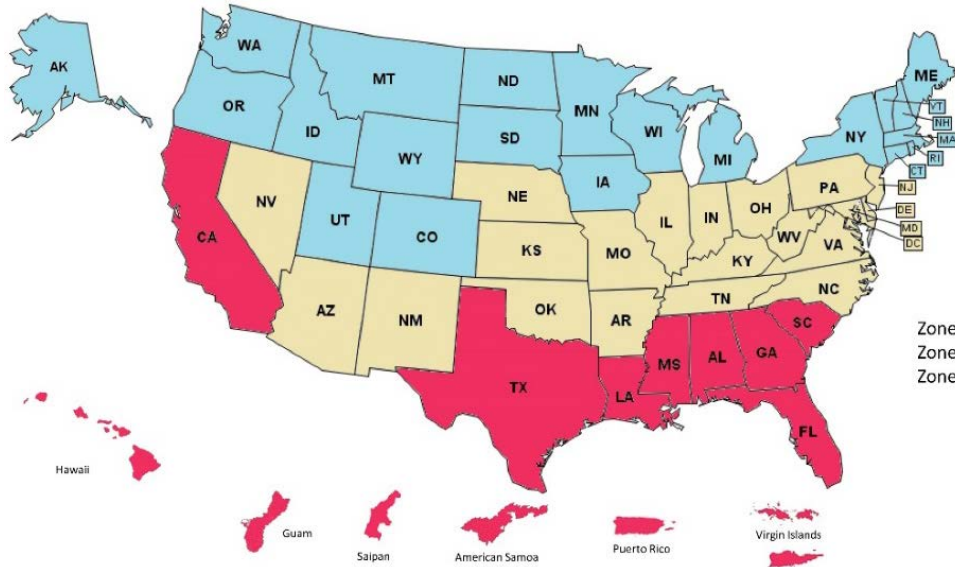 AK
WA
MT
ND
MN
ME
OR
ID
WY
SD
WI
MI
NY
YT
NH
MA
RI
CT
IA
NE
NV
UT
CO
CA
KS
MO
IL
IN
OH
PA
NJ
DE
MD
DC
WV
VA
KY
AZ
NM
OK
AR
TN
NC
SC
TX
LA
MS
AL
GA
FL
Zone
Zone
Zone
Hawaii
Guam
Saipan
American Samoa
Puerto Rico
Virgin Islands